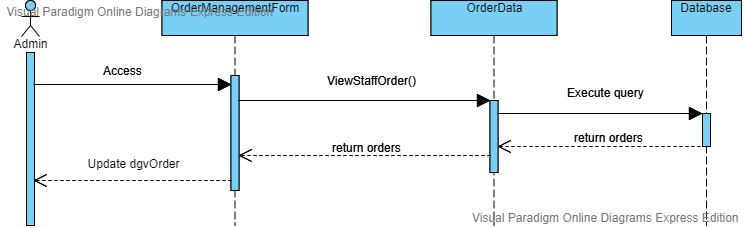 Visual Paradigm Online Diagrams Express Edition
OrderManagementForm
OrderData
Database
Admin
Access
ViewStaffOrder()
Execute query
return orders
return orders
Update dgvOrder
Visual Paradigm Online Diagrams Express Edition